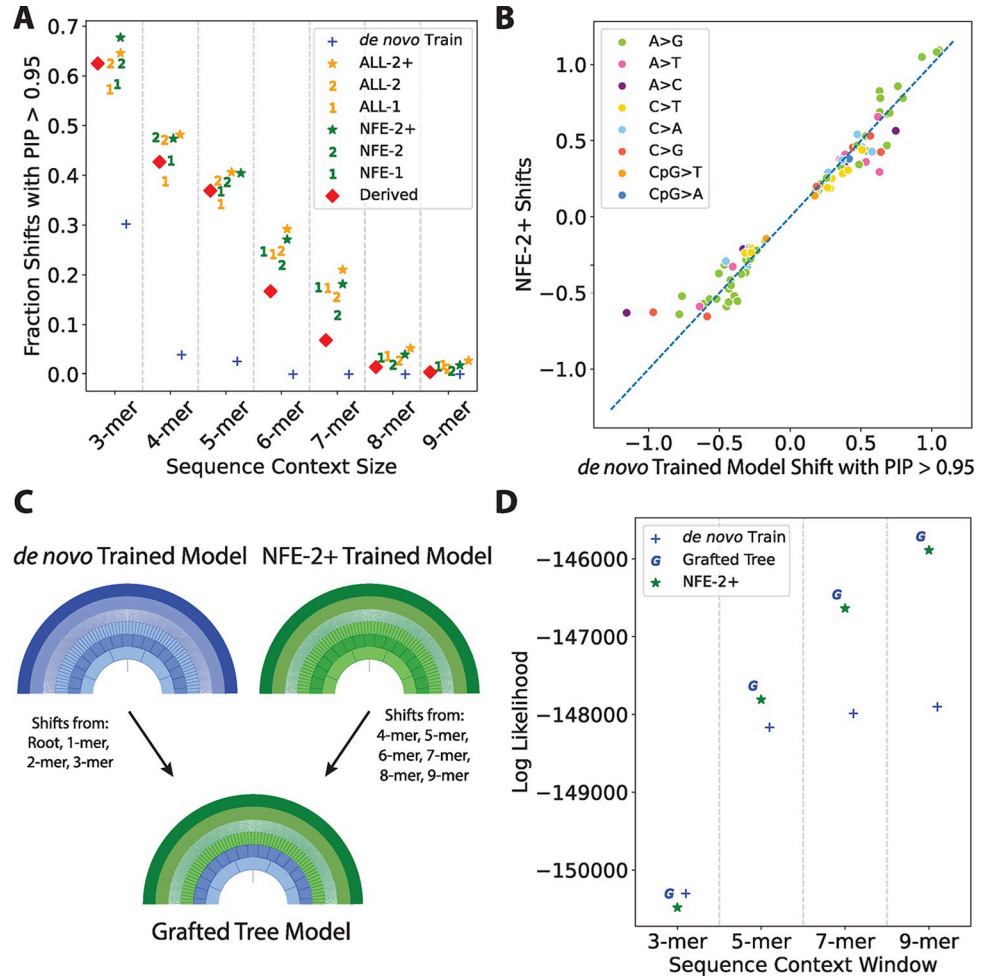 A
Fraction Shifts with PIP > 0.95
0.7
0.6
0.5
0.4
0.3
0.2
0.1
0.0
de novo Train
ALL-2+
2 ALL-2
1 ALL-1
NFE-2+
2 NFE-2
1 NFE-1
Derived
3-mer
4-mer
5-mer
6-mer
7-mer
8-mer
9-mer
Sequence Context Size
B
NFE-2+ Shifts
1.0
0.5
0.0
−0.5
−1.0
A>G
A>T
A>C
C>T
C>A
C>G
CpG>T
CpG>A
−1.0 −0.5 0.0 0.5 1.0
de novo Trained Model Shift with PIP > 0.95
C
de novo Trained Model
NFE-2+ Trained Model
Shifts from:
Root, 1-mer,
2-mer, 3-mer
Shifts from:
4-mer, 5-mer,
6-mer, 7-mer,
8-mer, 9-mer
Grafted Tree Model
D
Log Likelihood
−146000
−147000
−148000
−149000
−150000
de novo Train
G Grafted Tree
NFE-2+
G
G
G
G
3-mer 5-mer 7-mer 9-mer
Sequence Context Window